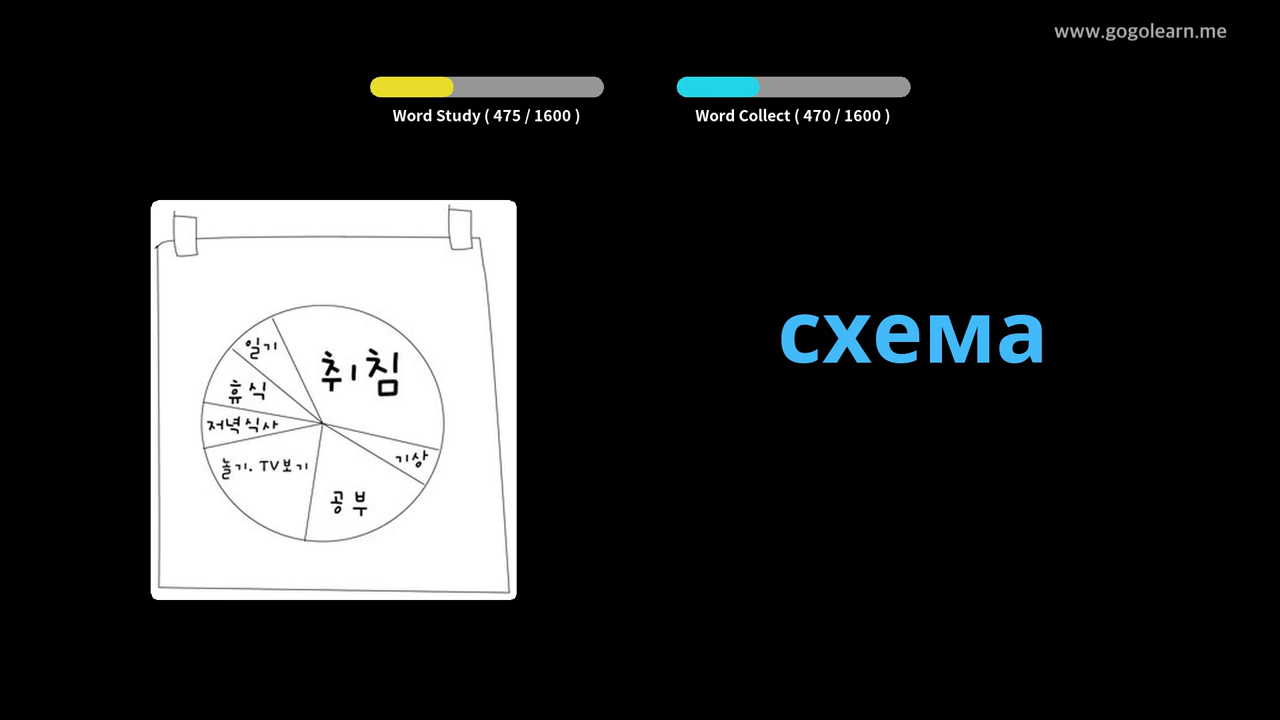 www.gogolearn.me
Word Study ( 475 / 1600 )
Word Collect ( 470 / 1600 )
일기
취침
휴식
저녁식사
놀기. TV보기
기상
공부
схема